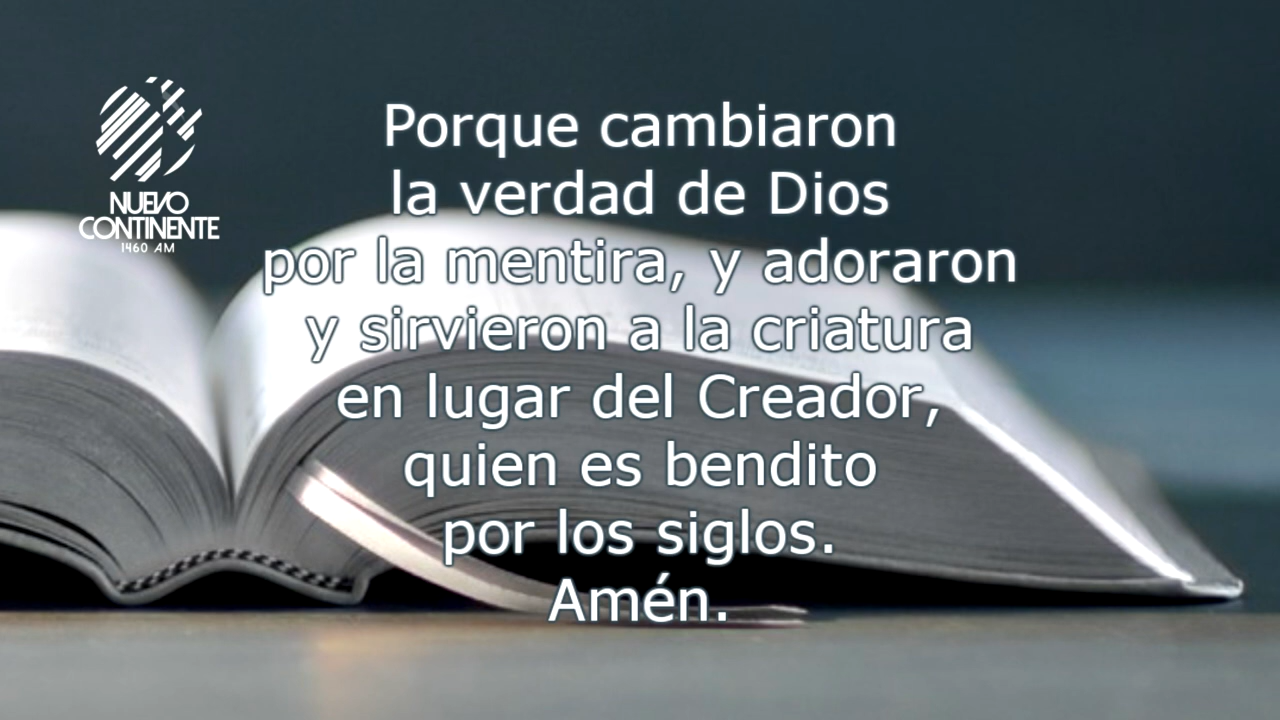 NUEVO
CONTINENTE
1460 AM
Porque cambiaron
la verdad de Dios
por la mentira, y adoraron
y sirvieron a la criatura
en lugar del Creador,
quien es bendito
por los siglos.
Amén.